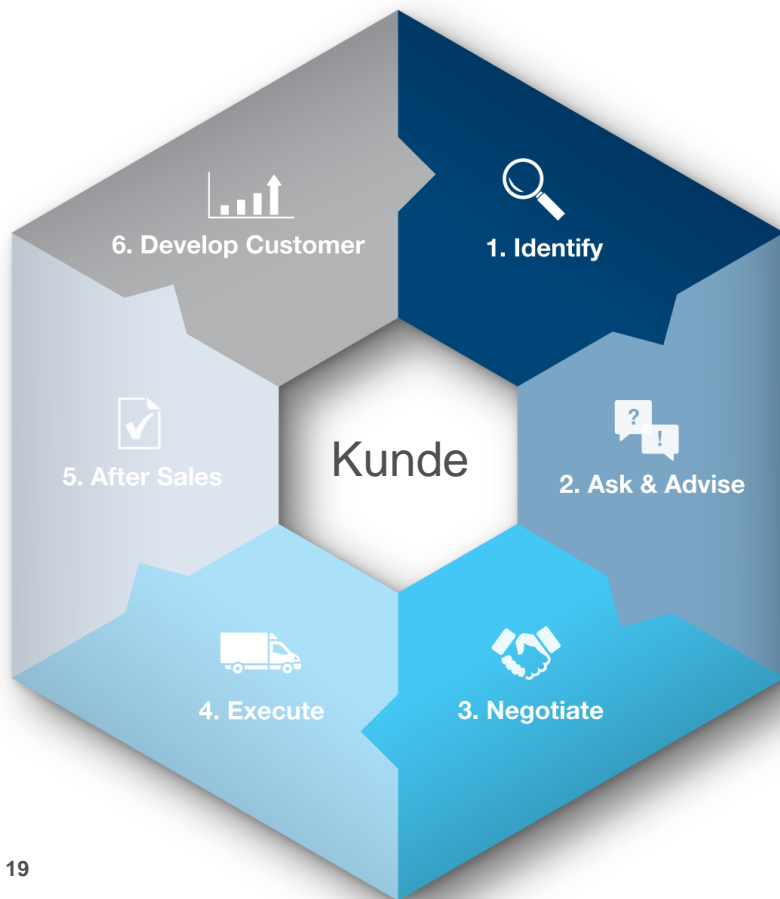 1. Identify
2. Ask & Advise
3. Negotiate
4. Execute
5. After Sales
6. Develop Customer
Kunde
?
!
19